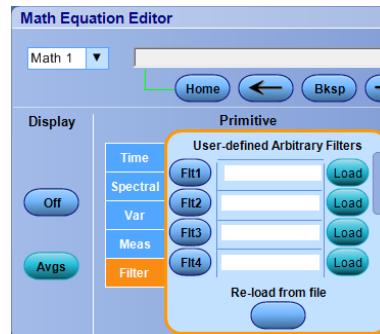 Math Equation Editor
Math 1
Home Bksp
Display Primitive
User-defined Arbitrary Filters
Time
Spectral
Var
Meas
Filter
Off
Avgs
Flt1 Load
Flt2 Load
Flt3 Load
Flt4 Load
Re-load from file